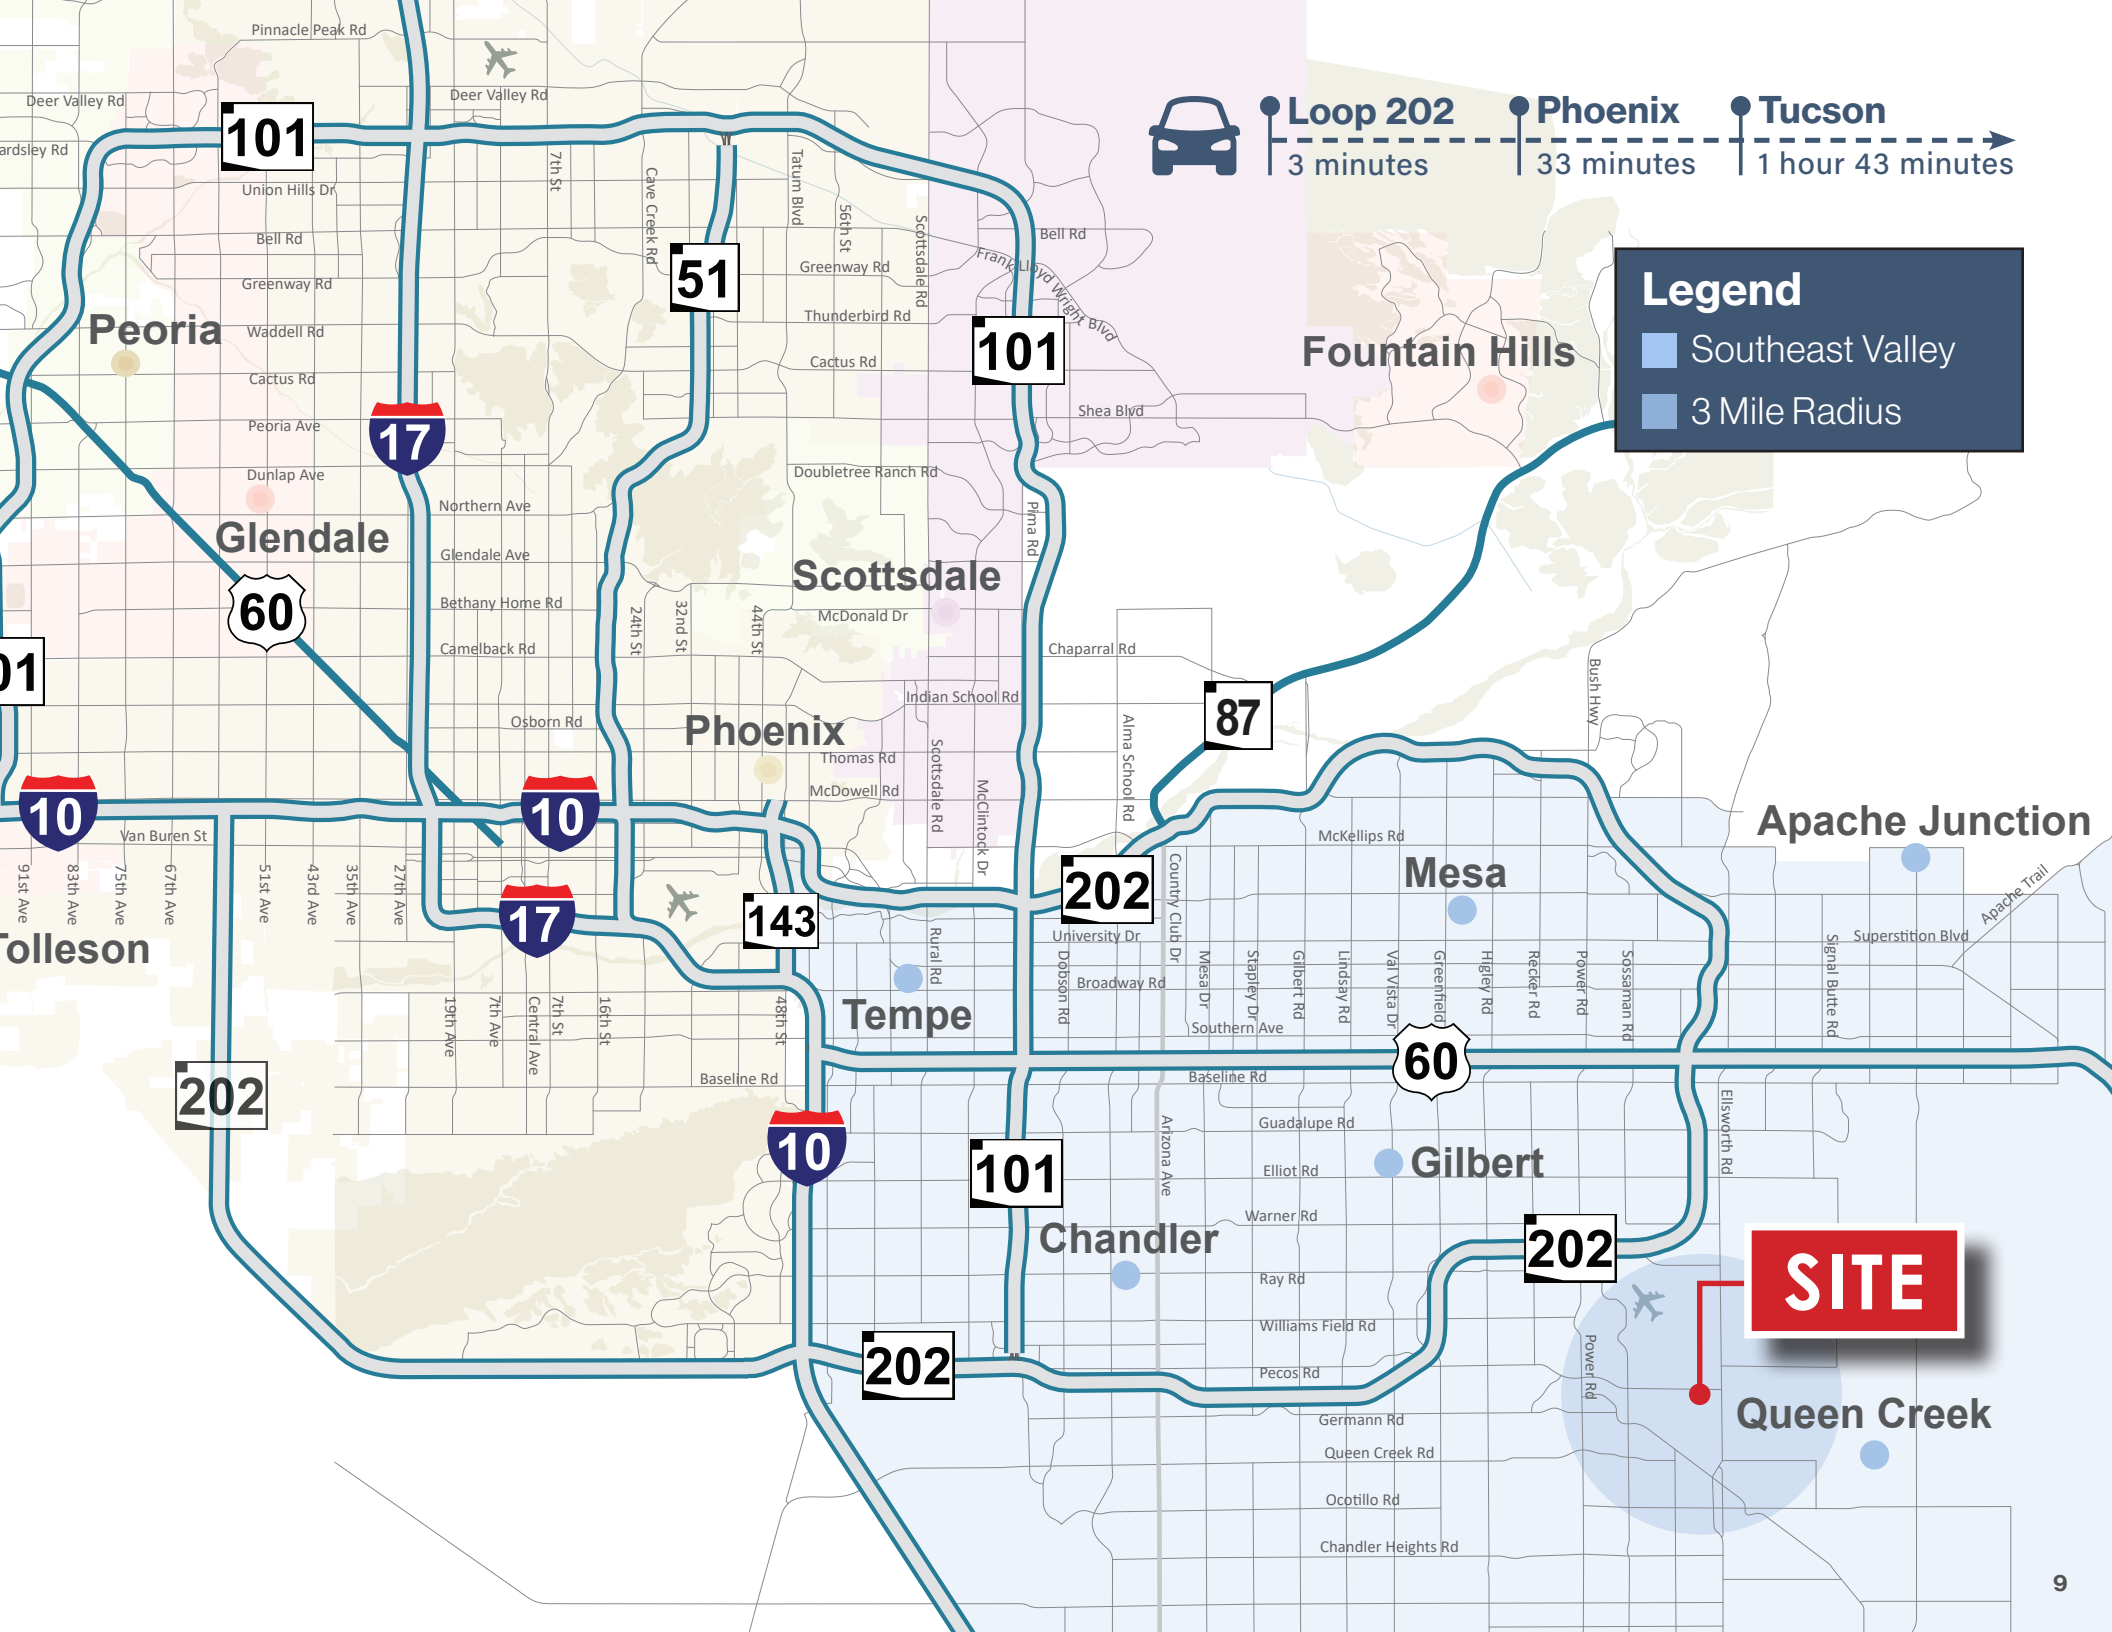 Pinnacle Peak Rd
Deer Valley Rd
Deer Valley Rd
ardsley Rd
101
Union Hills Dr
7th St
Cave Creek Rd
Tatum Blvd
56th St
Scottsdale Rd
Bell Rd
Bell Rd
Frank Lloyd Wright Blvd
Greenway Rd
Greenway Rd
51
Thunderbird Rd
101
Peoria
Waddell Rd
Cactus Rd
Cactus Rd
Loop 202
3 minutes
Phoenix
33 minutes
Tucson
1 hour 43 minutes
Legend
Southeast Valley
3 Mile Radius
Fountain Hills
Shea Blvd
Peoria Ave
17
Dunlap Ave
Doubletree Ranch Rd
Northern Ave
Pima Rd
Glendale
Glendale Ave
Scottsdale
60
Bethany Home Rd
24th St
32nd St
44th St
McDonald Dr
Camelback Rd
Chaparral Rd
01
Indian School Rd
Bush Hwy
87
Osborn Rd
Phoenix
Alma School Rd
Thomas Rd
Scottsdale Rd
McClintock Dr
McDowell Rd
10
10
Van Buren St
McKellips Rd
Apache Junction
91st Ave
83th Ave
75th Ave
67th Ave
51st Ave
43rd Ave
35th Ave
27th Ave
17
143
202
Country Club Dr
Mesa
Apache Trail
Tolleson
University Dr
Superstition Blvd
Rural Rd
Dobson Rd
Broadway Rd
Mesa Dr
Stapley Dr
Gilbert Rd
Lindsay Rd
Val Vista Dr
Greenfield
Higley Rd
Recker Rd
Power Rd
Sossaman Rd
Signal Butte Rd
Tempe
19th Ave
7th Ave
Central Ave
7th St
16th St
48th St
Southern Ave
60
Baseline Rd
Baseline Rd
202
10
101
Arizona Ave
Guadalupe Rd
Elliot Rd
Gilbert
Ellsworth Rd
Warner Rd
Chandler
202
SITE
Ray Rd
Williams Field Rd
Power Rd
202
Pecos Rd
Germann Rd
Queen Creek
Queen Creek Rd
Ocotillo Rd
Chandler Heights Rd
9